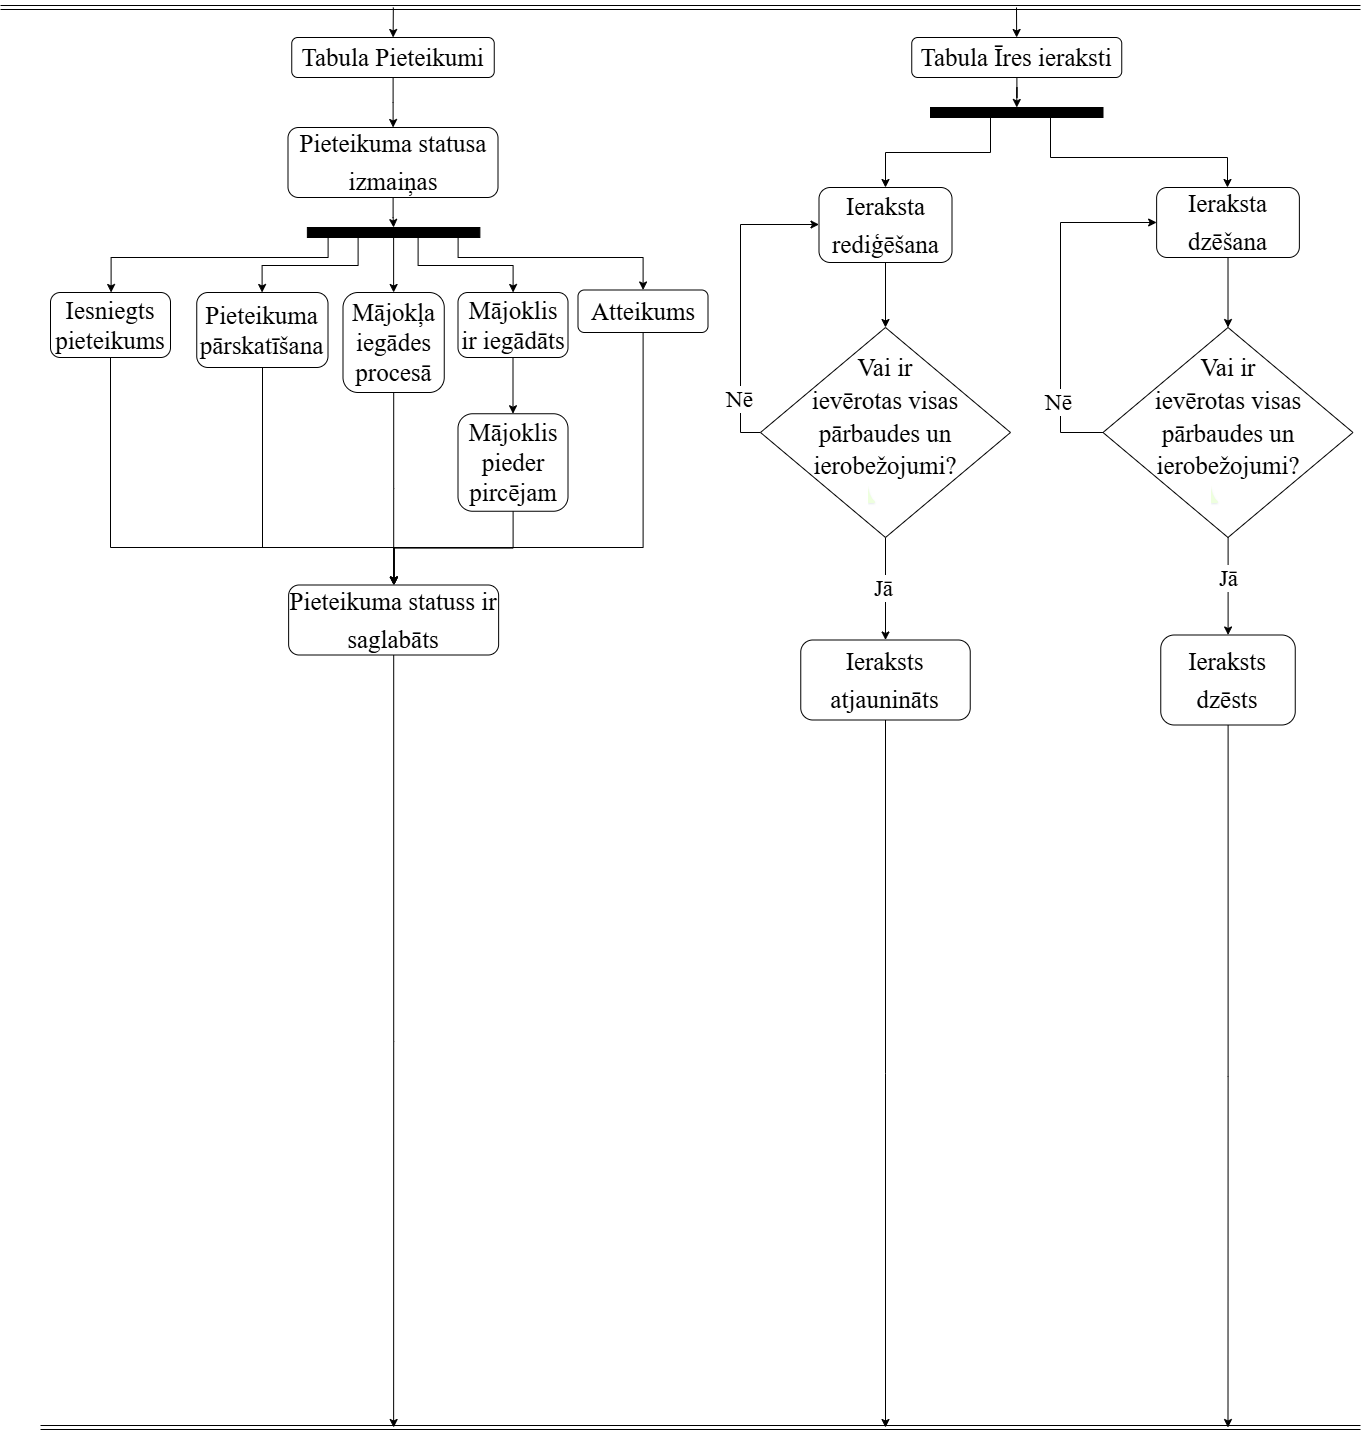 Tabula Pieteikumi
Pieteikuma statusa
izmaiņas
Iesniegts
pieteikums
Pieteikuma
pārskatīšana
Mājokļa
iegādes
procesā
Mājoklis
ir iegādāts
Atteikums
Mājoklis
pieder
pircējam
Pieteikuma statuss ir
saglabāts
Tabula Īres ieraksti
Ieraksta
rediģēšana
Nē
Vai ir
ievērotas visas
pārbaudes un
ierobežojumi?
Jā
Ieraksts
atjaunināts
Ieraksta
dzēšana
Nē
Vai ir
ievērotas visas
pārbaudes un
ierobežojumi?
Jā
Ieraksts
dzēsts